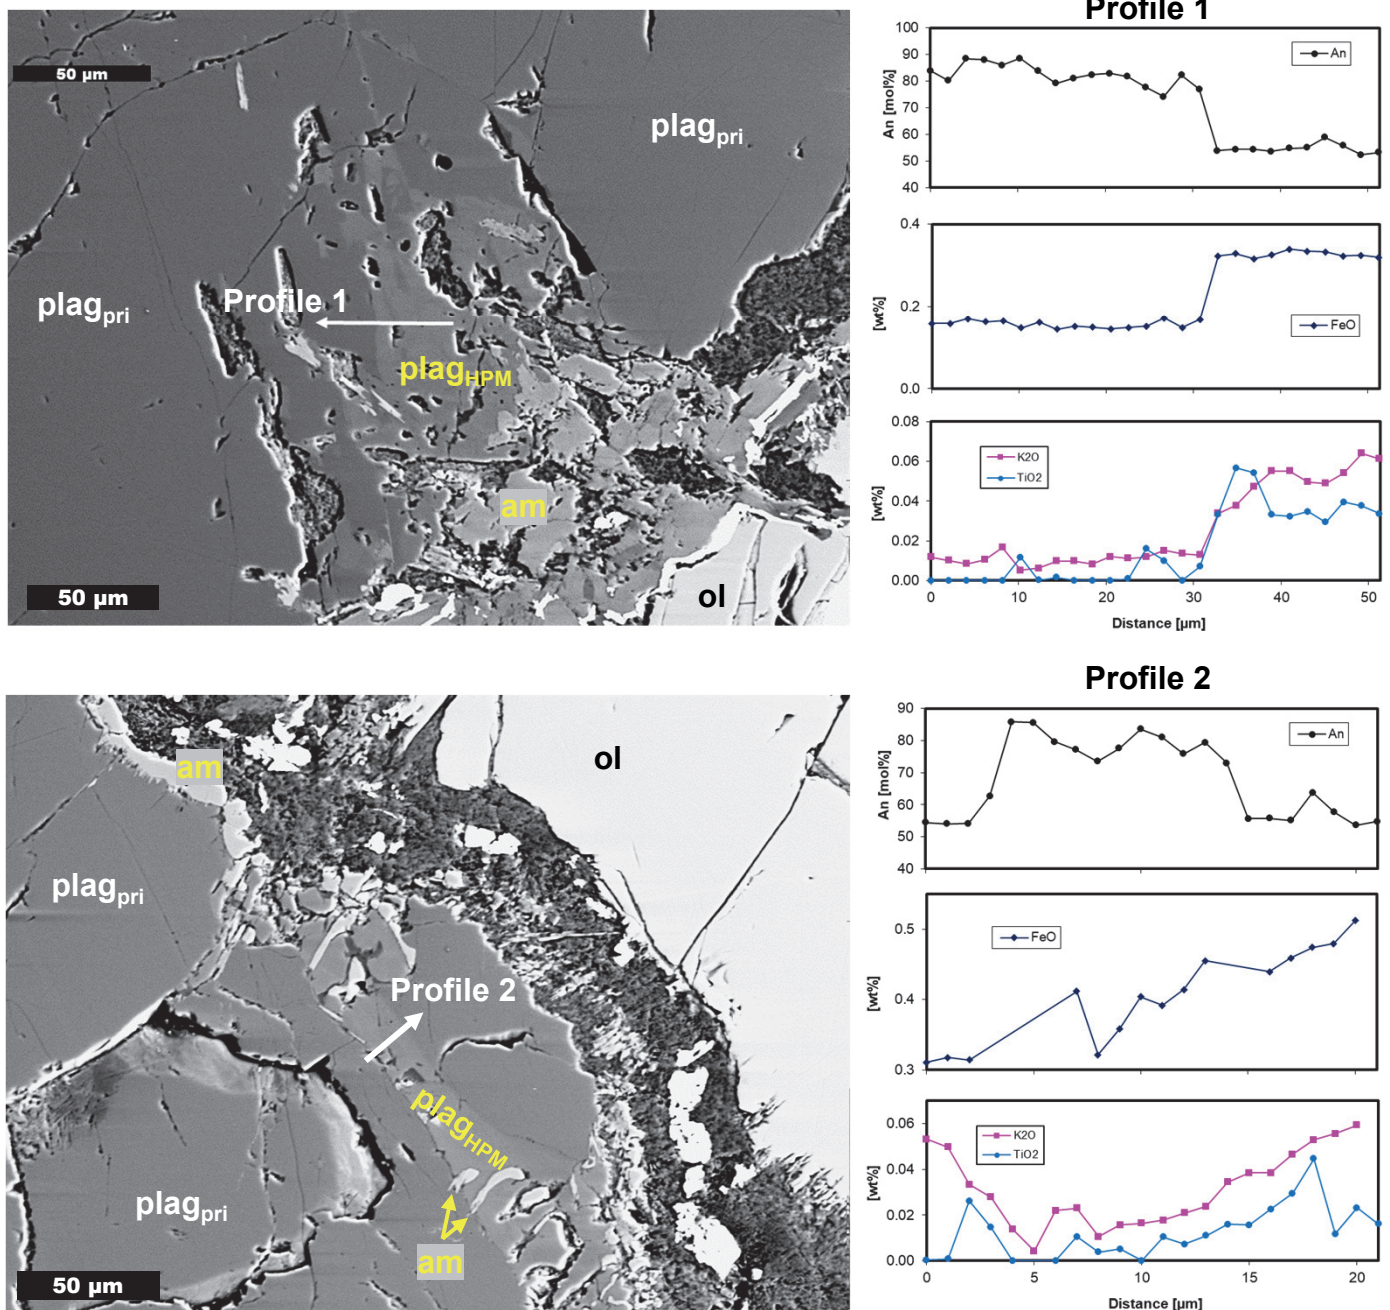 Profile 1
50 µm
plagpri
plagpri
Profile 1
plagHPM
am
ol
50 µm
An
An [mol%]
100
90
80
70
60
50
40
FeO
[wt%]
0.4
0.2
0.0
K2O
TiO2
[wt%]
0.08
0.06
0.04
0.02
0.00
0 10 20 30 40 50
Distance [µm]
Profile 2
am
ol
plagpri
Profile 2
plagHPM
plagpri
am
50 µm
An
An [mol%]
90
80
70
60
50
40
FeO
[wt%]
0.5
0.4
0.3
K2O
TiO2
[wt%]
0.06
0.04
0.02
0.00
0 5 10 15 20
Distance [µm]